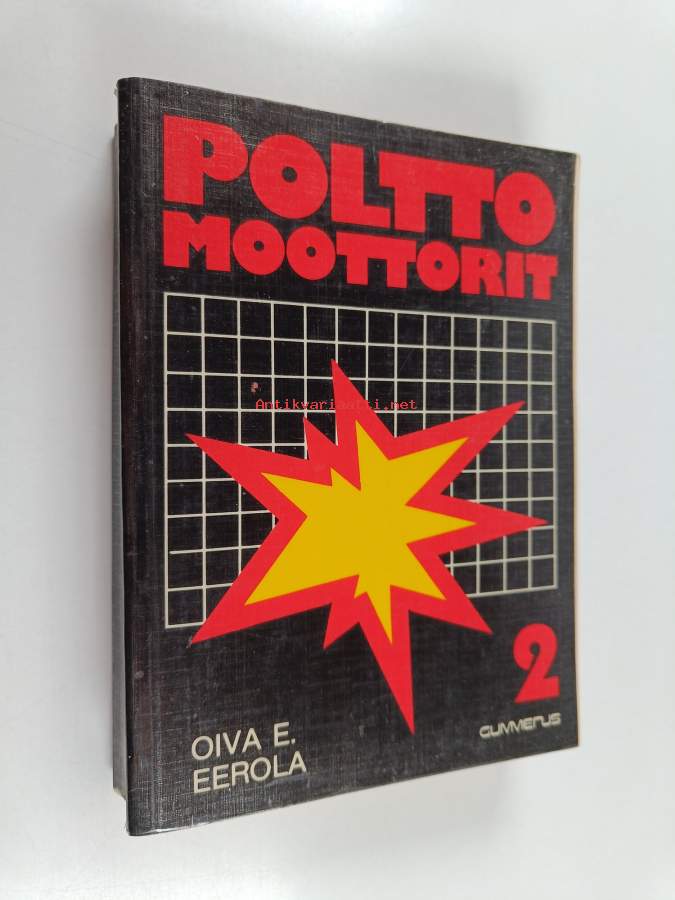 POLTTO
MOOTTORIT
Antikvariaatti.net
2
GUMMERUS
OIVA E.
EEROLA